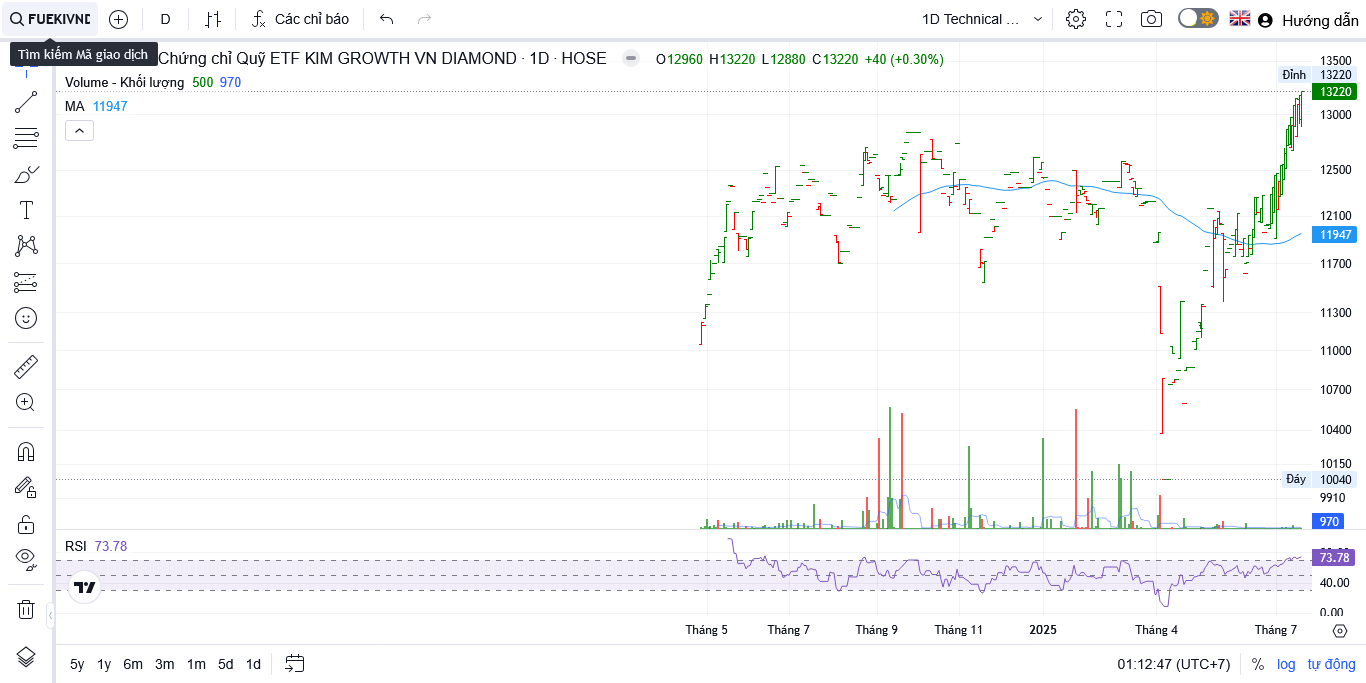 FUEKIVND
D
Các chỉ báo
1D Technical ...
Hướng dẫn
Tìm kiếm Mã giao dịch
Chứng chỉ Quỹ ETF KIM GROWTH VN DIAMOND · 1D · HOSE
O12960 H13220 L12880 C13220 +40 (+0.30%)
Volume - Khối lượng 500 970
MA 11947
13500
Đỉnh 13220
13220
13000
12500
12100
11947
11700
11300
11000
10700
10400
10150
Đáy 10040
9910
970
RSI 73.78
73.78
40.00
0.00
Tháng 5 Tháng 7 Tháng 9 Tháng 11 2025 Tháng 4 Tháng 7
5y 1y 6m 3m 1m 5d 1d
01:12:47 (UTC+7) % log tự động